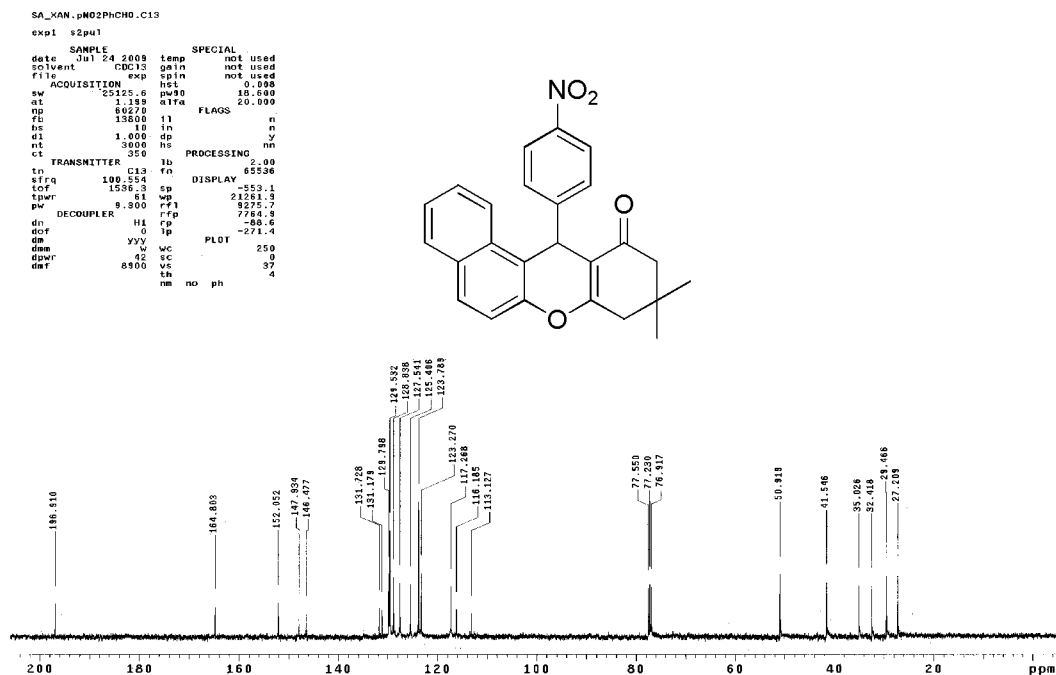 SA_XAN.pNO2PhCHO.C13
exp1 s2pul
SAMPLE
date Jul 24 2009
solvent CDCl3
file exp
ACQUISITION
sw 25125.6
at 1.199
np 60270
fb 13800
bs 10
d1 1.000
nt 3000
ct 350
TRANSMITTER
tn C13
sfrq 100.554
tof 1536.3
tpwr 61
pw 9.300
DECOUPLER
dn H1
dof 0
dm yyy
dmm w
dpwr 42
dmf 8900
SPECIAL
temp not used
gain not used
spin not used
hst 0.008
pw90 18.600
alfa 20.000
FLAGS
il n
in n
dp y
hs nn
PROCESSING
lb 2.00
fn 65536
DISPLAY
sp -553.1
wp 21261.9
rfl 9275.7
rfp 7764.9
rp -88.6
lp -271.4
PLOT
wc 250
sc 0
vs 37
th 4
nm no ph
NO2
O
O
196.910
164.803
152.052
147.934
146.477
131.728
131.179
129.798
129.532
128.838
127.541
125.406
123.789
123.270
117.268
116.185
113.127
77.550
77.230
76.917
50.919
41.546
35.026
32.418
29.466
27.209
200 180 160 140 120 100 80 60 40 20 ppm